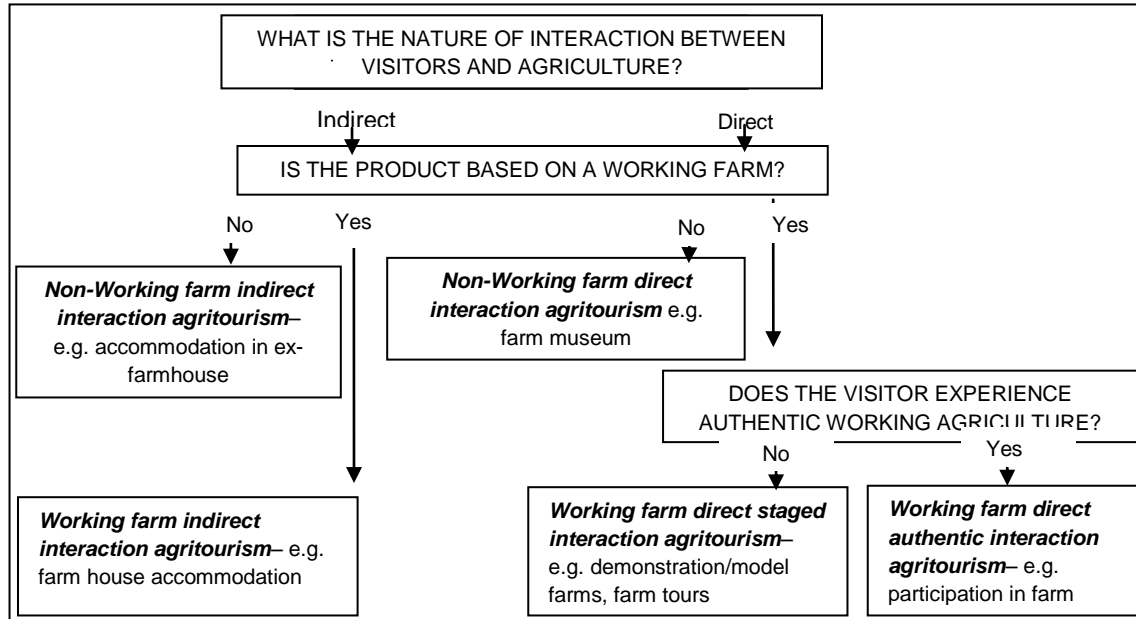 WHAT IS THE NATURE OF INTERACTION BETWEEN
VISITORS AND AGRICULTURE?
Indirect
Direct
IS THE PRODUCT BASED ON A WORKING FARM?
No
Yes
No
Yes
Non-Working farm indirect
interaction agritourism–
e.g. accommodation in ex-
farmhouse
Non-Working farm direct
interaction agritourism e.g.
farm museum
DOES THE VISITOR EXPERIENCE
AUTHENTIC WORKING AGRICULTURE?
No
Yes
Working farm indirect
interaction agritourism– e.g.
farm house accommodation
Working farm direct staged
interaction agritourism–
e.g. demonstration/model
farms, farm tours
Working farm direct
authentic interaction
agritourism– e.g.
participation in farm